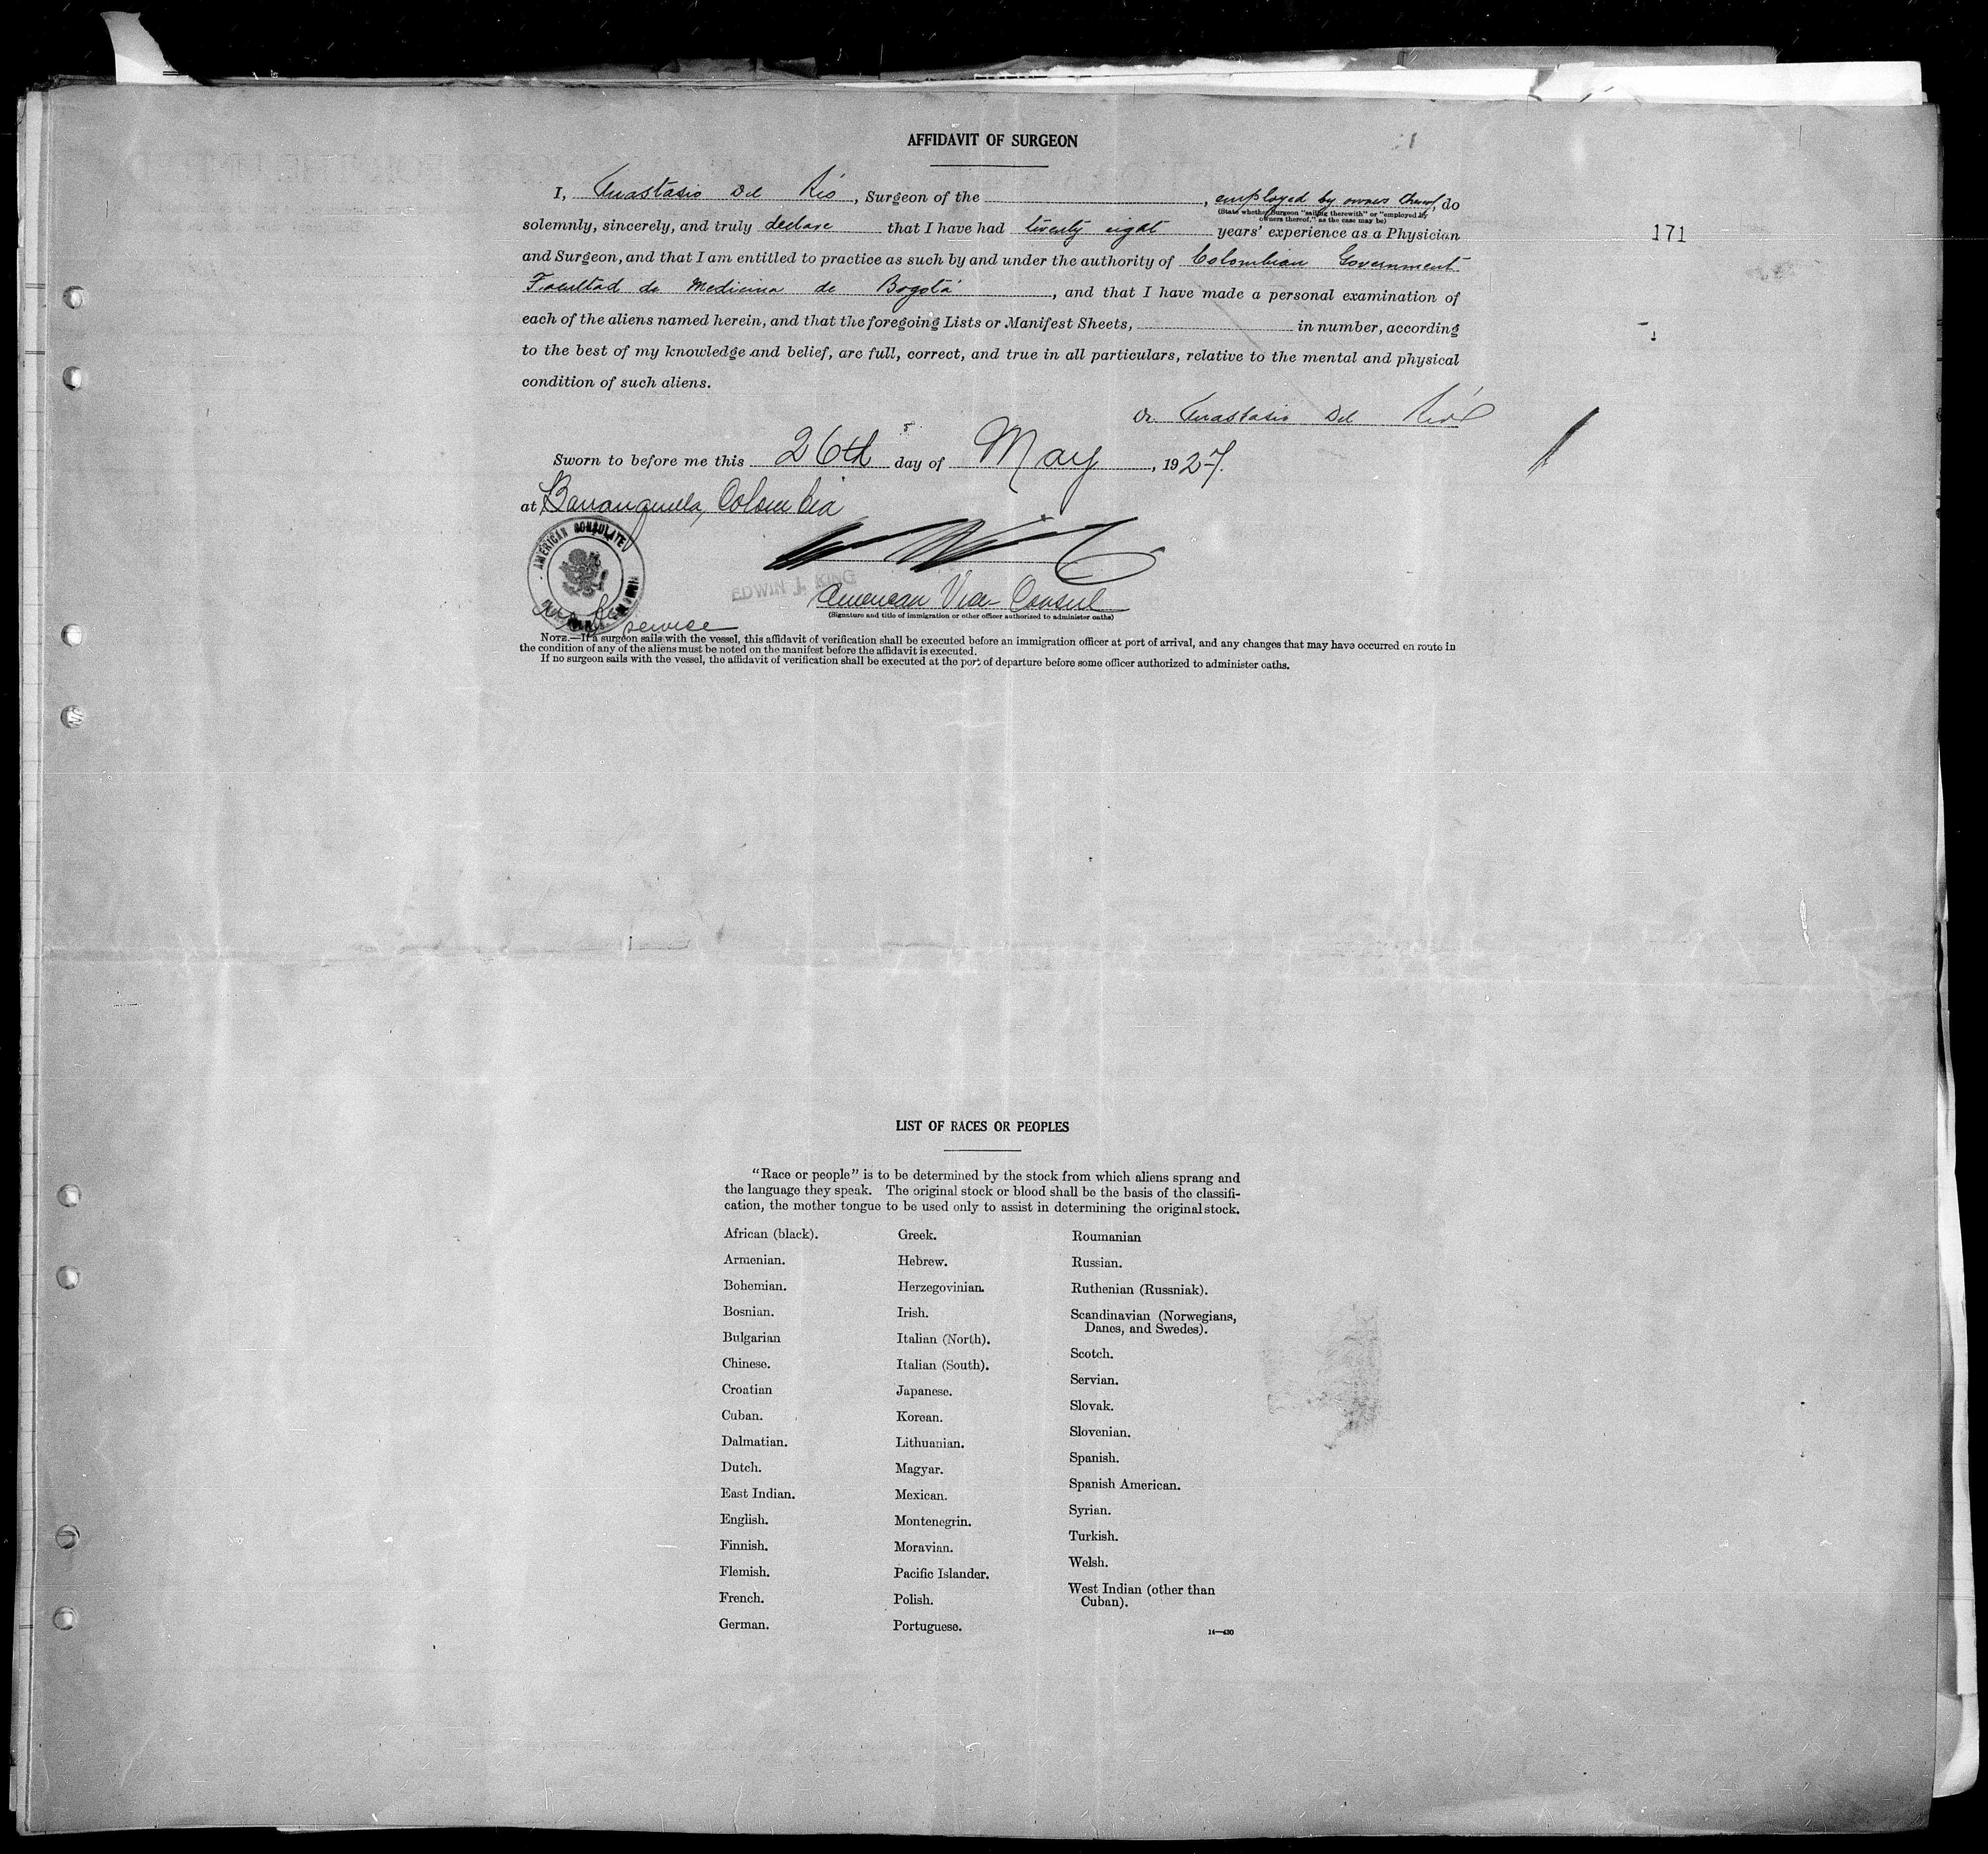 AFFIDAVIT OF SURGEON
I, Anastasio Del Rio, Surgeon of the , employed by owners thereof, do
(State whether Surgeon "sailing therewith" or "employed by
owners thereof," as the case may be)
solemnly, sincerely, and truly declare that I have had twenty eight years' experience as a Physician
171
and Surgeon, and that I am entitled to practice as such by and under the authority of Colombian Government
Facultad de Medicina de Bogotá, and that I have made a personal examination of
each of the aliens named herein, and that the foregoing Lists or Manifest Sheets, in number, according
to the best of my knowledge and belief, are full, correct, and true in all particulars, relative to the mental and physical
condition of such aliens.
Dr. Anastasio Del Rio
Sworn to before me this 26th day of May, 1927.
at Barranquilla, Colombia
AMERICAN CONSULATE
EDWIN J. KING
American Vice-Consul
(Signature and title of immigration or other officer authorized to administer oaths)
service
NOTE.—If a surgeon sails with the vessel, this affidavit of verification shall be executed before an immigration officer at port of arrival, and any changes that may have occurred en route in
the condition of any of the aliens must be noted on the manifest before the affidavit is executed.
If no surgeon sails with the vessel, the affidavit of verification shall be executed at the port of departure before some officer authorized to administer oaths.
LIST OF RACES OR PEOPLES
"Race or people" is to be determined by the stock from which aliens sprang and
the language they speak. The original stock or blood shall be the basis of the classifi-
cation, the mother tongue to be used only to assist in determining the original stock.
African (black).
Armenian.
Bohemian.
Bosnian.
Bulgarian
Chinese.
Croatian
Cuban.
Dalmatian.
Dutch.
East Indian.
English.
Finnish.
Flemish.
French.
German.
Greek.
Hebrew.
Herzegovinian.
Irish.
Italian (North).
Italian (South).
Japanese.
Korean.
Lithuanian.
Magyar.
Mexican.
Montenegrin.
Moravian.
Pacific Islander.
Polish.
Portuguese.
Roumanian
Russian.
Ruthenian (Russniak).
Scandinavian (Norwegians,
Danes, and Swedes).
Scotch.
Servian.
Slovak.
Slovenian.
Spanish.
Spanish American.
Syrian.
Turkish.
Welsh.
West Indian (other than
Cuban).
14—430